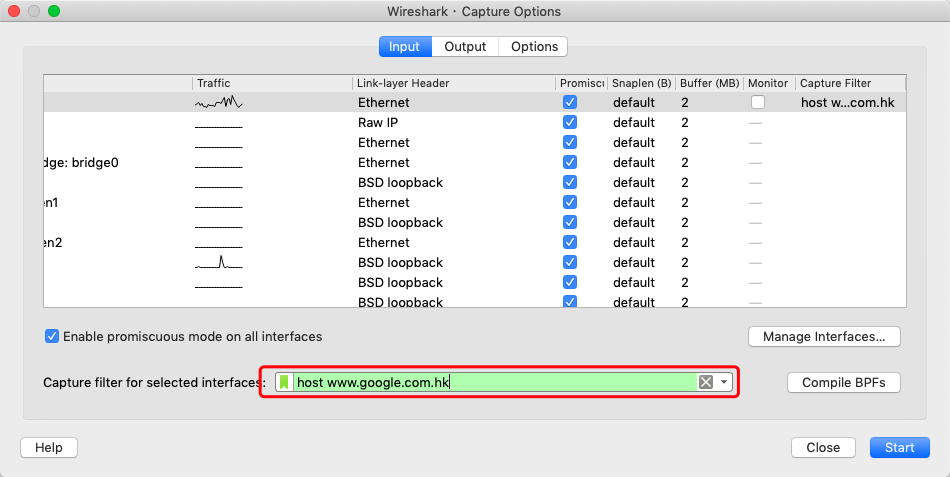 Wireshark · Capture Options
Input Output Options
Traffic Link-layer Header Promiscu Snaplen (B) Buffer (MB) Monitor Capture Filter
Ethernet default 2 host w...com.hk
Raw IP default 2 —
Ethernet default 2 —
dge: bridge0 Ethernet default 2 —
BSD loopback default 2 —
en1 Ethernet default 2 —
BSD loopback default 2 —
en2 Ethernet default 2 —
BSD loopback default 2 —
BSD loopback default 2 —
BSD loopback default 2 —
Enable promiscuous mode on all interfaces Manage Interfaces...
Capture filter for selected interfaces: host www.google.com.hk Compile BPFs
Help Close Start